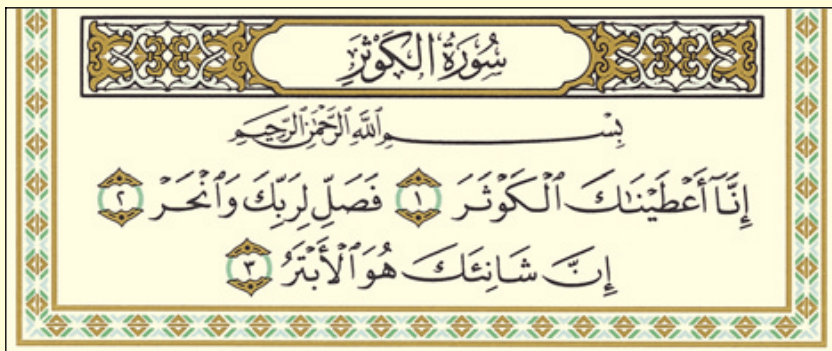 سُورَةُ الكَوْثَرِ
بِسْمِ ٱللَّهِ ٱلرَّحْمَٰنِ ٱلرَّحِيمِ
إِنَّآ أَعْطَيْنَٰكَ ٱلْكَوْثَرَ ١ فَصَلِّ لِرَبِّكَ وَٱنْحَرْ ٢
إِنَّ شَانِئَكَ هُوَ ٱلْأَبْتَرُ ٣